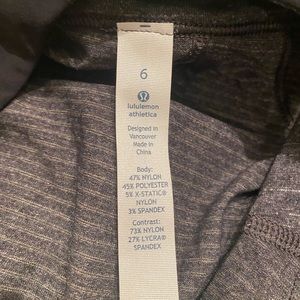 6
lululemon
athletica
Designed in
Vancouver
Made in
China
Body:
47% NYLON
45% POLYESTER
5% X-STATIC®
NYLON
3% SPANDEX
Contrast:
73% NYLON
27% LYCRA®
SPANDEX